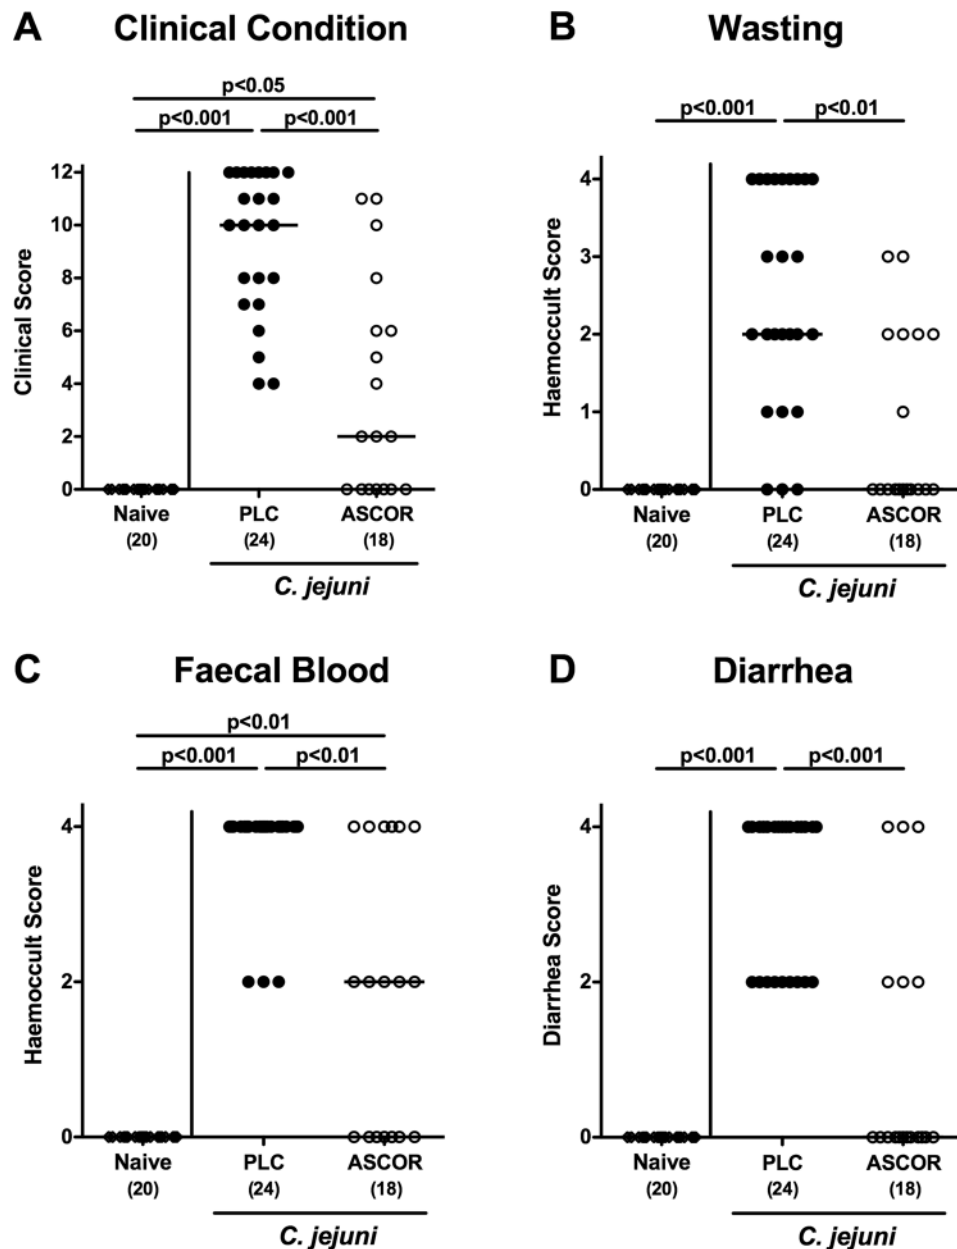 A Clinical Condition
p<0.05
p<0.001 p<0.001
Clinical Score
12
10
8
6
4
2
0
Naive PLC ASCOR
(20) (24) (18)
C. jejuni
B Wasting
p<0.001 p<0.01
Haemoccult Score
4
3
2
1
0
Naive PLC ASCOR
(20) (24) (18)
C. jejuni
C Faecal Blood
p<0.01
p<0.001 p<0.01
Haemoccult Score
4
2
0
Naive PLC ASCOR
(20) (24) (18)
C. jejuni
D Diarrhea
p<0.001 p<0.001
Diarrhea Score
4
2
0
Naive PLC ASCOR
(20) (24) (18)
C. jejuni